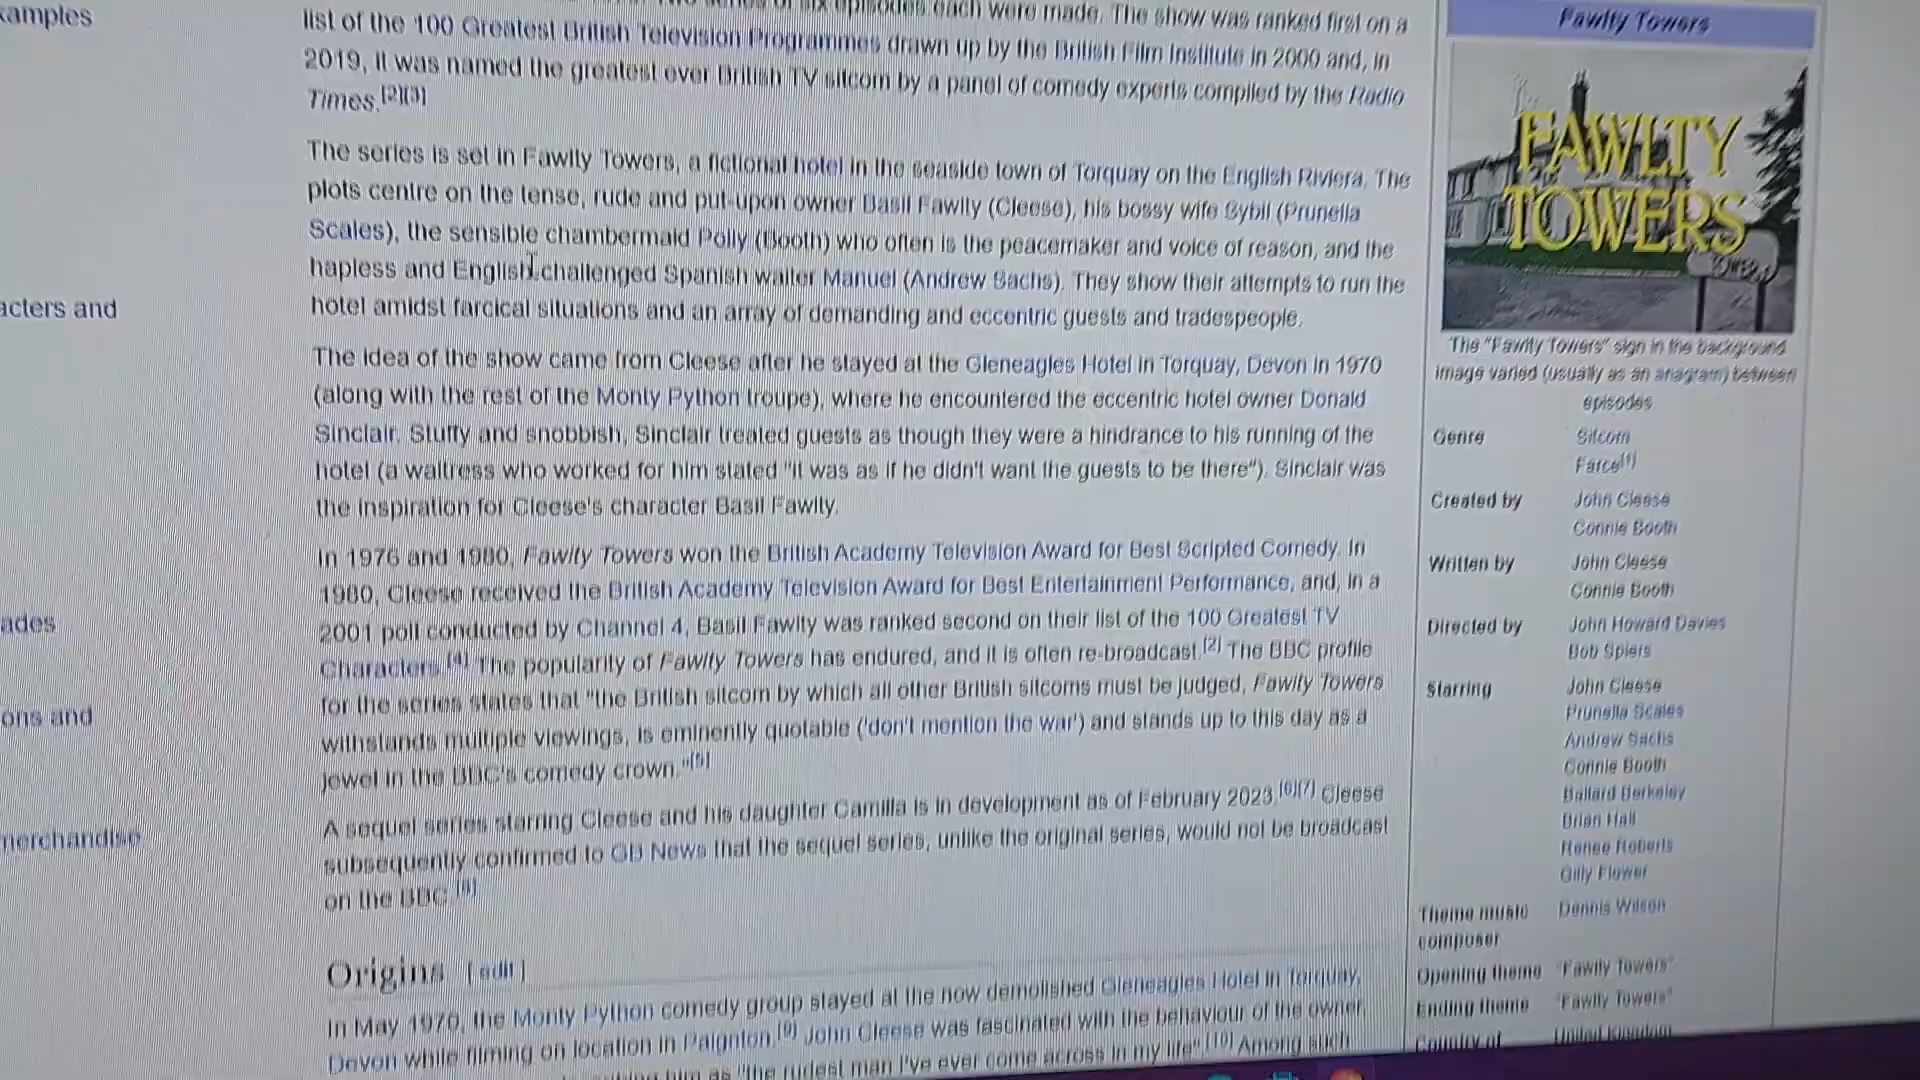 amples
list of the 100 Greatest British Television Programmes drawn up by the British Film Institute in 2000 and, in
2019, it was named the greatest ever British TV sitcom by a panel of comedy experts compiled by the Radio
Times.[2][3]
The series is set in Fawlty Towers, a fictional hotel in the seaside town of Torquay on the English Riviera. The
plots centre on the tense, rude and put-upon owner Basil Fawlty (Cleese), his bossy wife Sybil (Prunella
Scales), the sensible chambermaid Polly (Booth) who often is the peacemaker and voice of reason, and the
hapless and English-challenged Spanish waiter Manuel (Andrew Sachs). They show their attempts to run the
hotel amidst farcical situations and an array of demanding and eccentric guests and tradespeople.
acters and
The idea of the show came from Cleese after he stayed at the Gleneagles Hotel in Torquay, Devon in 1970
(along with the rest of the Monty Python troupe), where he encountered the eccentric hotel owner Donald
Sinclair. Stuffy and snobbish, Sinclair treated guests as though they were a hindrance to his running of the
hotel (a waitress who worked for him stated "it was as if he didn't want the guests to be there"). Sinclair was
the inspiration for Cleese's character Basil Fawlty.
In 1976 and 1980, Fawlty Towers won the British Academy Television Award for Best Scripted Comedy. In
1980, Cleese received the British Academy Television Award for Best Entertainment Performance, and, in a
2001 poll conducted by Channel 4, Basil Fawlty was ranked second on their list of the 100 Greatest TV
Characters.[4] The popularity of Fawlty Towers has endured, and it is often re-broadcast.[2] The BBC profile
for the series states that "the British sitcom by which all other British sitcoms must be judged, Fawlty Towers
withstands multiple viewings, is eminently quotable ('don't mention the war') and stands up to this day as a
jewel in the BBC's comedy crown."[5]
ades
ons and
merchandise
A sequel series starring Cleese and his daughter Camilla is in development as of February 2023.[6][7] Cleese
subsequently confirmed to GB News that the sequel series, unlike the original series, would not be broadcast
on the BBC.[8]
Origins [edit]
In May 1970, the Monty Python comedy group stayed at the now demolished Gleneagles Hotel in Torquay,
Devon while filming on location in Paignton.[9] John Cleese was fascinated with the behaviour of the owner,
him as "the rudest man I've ever come across in my life".[10] Among such
Fawlty Towers
FAWLTY
TOWERS
The "Fawlty Towers" sign in the background
image varied (usually as an anagram) between
episodes
Genre Sitcom
Farce[1]
Created by John Cleese
Connie Booth
Written by John Cleese
Connie Booth
Directed by John Howard Davies
Bob Spiers
Starring John Cleese
Prunella Scales
Andrew Sachs
Connie Booth
Ballard Berkeley
Brian Hall
Renee Roberts
Gilly Flower
Theme music Dennis Wilson
composer
Opening theme "Fawlty Towers"
Ending theme "Fawlty Towers"
Country of United Kingdom